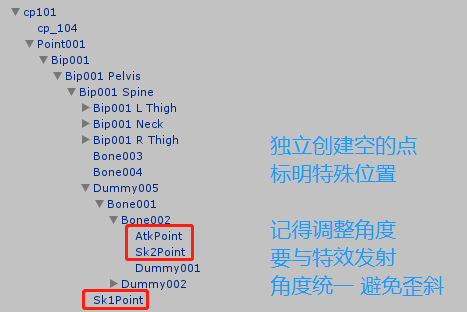 cp101
cp_104
Point001
Bip001
Bip001 Pelvis
Bip001 Spine
Bip001 L Thigh
Bip001 Neck
Bip001 R Thigh
Bone003
Bone004
Dummy005
Bone001
Bone002
AtkPoint
Sk2Point
Dummy001
Dummy002
Sk1Point
独立创建空的点
标明特殊位置
记得调整角度
要与特效发射
角度统一 避免歪斜